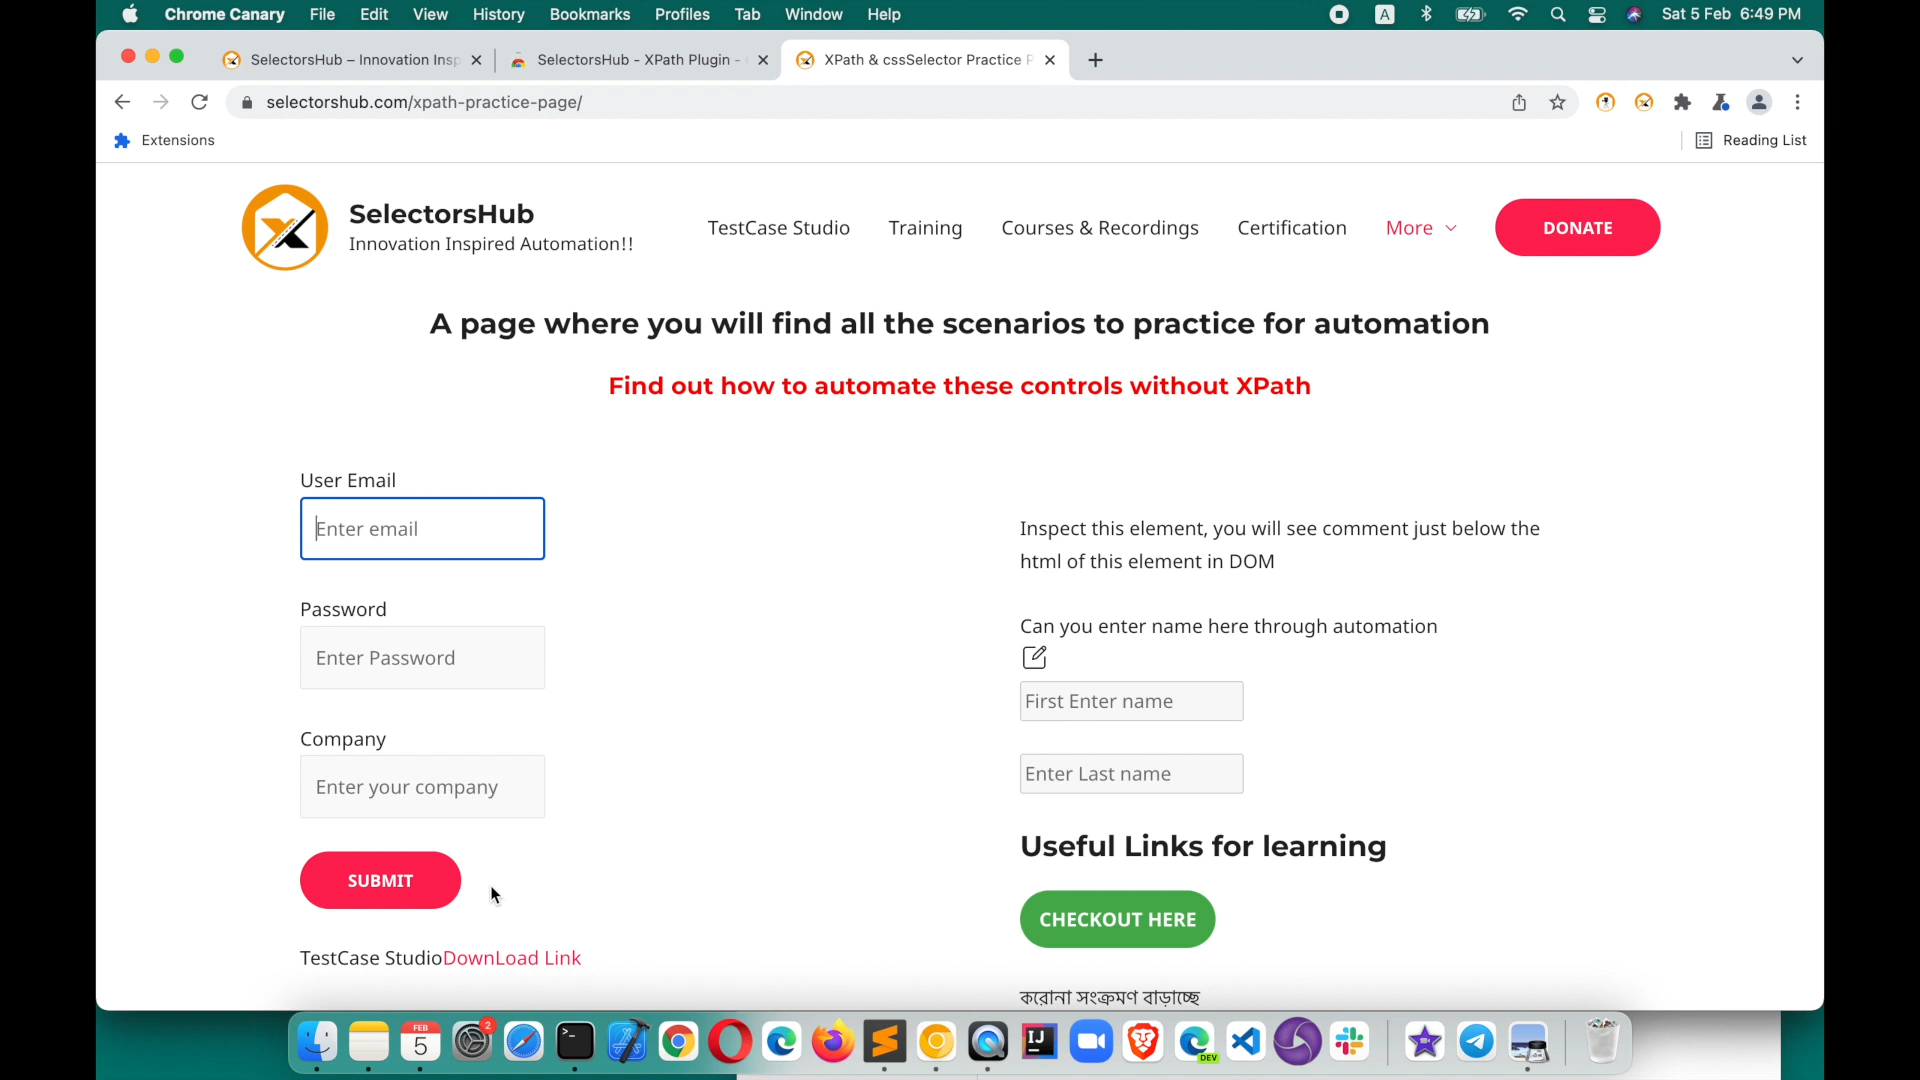 Chrome Canary File Edit View History Bookmarks Profiles Tab Window Help A Sat 5 Feb 6:49 PM
SelectorsHub – Innovation Insp SelectorsHub - XPath Plugin - XPath & cssSelector Practice P
selectorshub.com/xpath-practice-page/
Extensions Reading List
SelectorsHub
Innovation Inspired Automation!!
TestCase Studio Training Courses & Recordings Certification More DONATE
A page where you will find all the scenarios to practice for automation
Find out how to automate these controls without XPath
User Email
Enter email
Password
Enter Password
Company
Enter your company
SUBMIT
TestCase StudioDownLoad Link
Inspect this element, you will see comment just below the
html of this element in DOM
Can you enter name here through automation
First Enter name
Enter Last name
Useful Links for learning
CHECKOUT HERE
করোনা সংক্রমণ বাড়াচ্ছে
FEB
5
2
>_
IJ
DEV